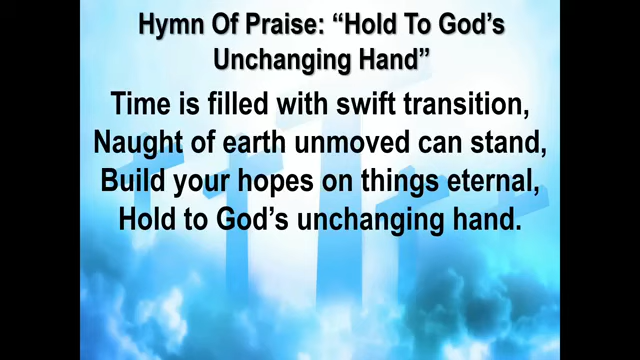 Hymn Of Praise: “Hold To God’s
Unchanging Hand”
Time is filled with swift transition,
Naught of earth unmoved can stand,
Build your hopes on things eternal,
Hold to God’s unchanging hand.